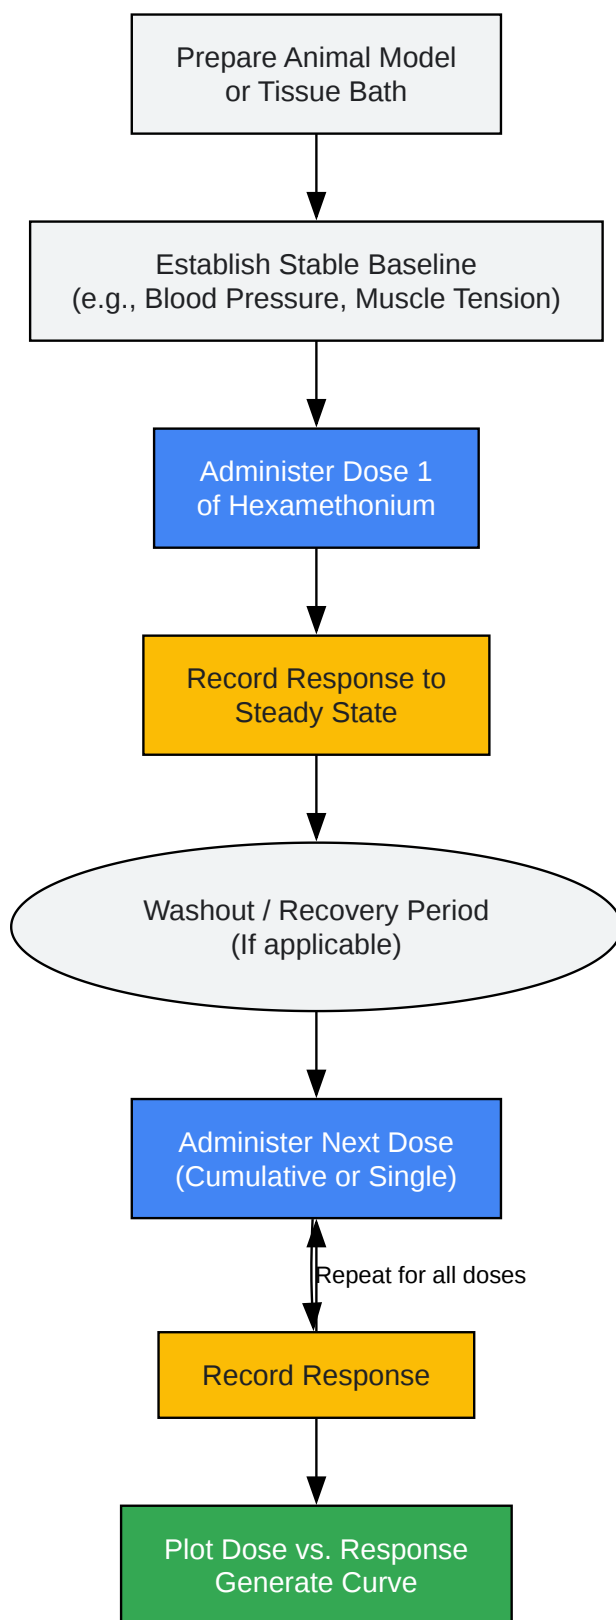 Prepare Animal Model
or Tissue Bath
Establish Stable Baseline
(e.g., Blood Pressure, Muscle Tension)
Administer Dose 1
of Hexamethonium
Record Response to
Steady State
Washout / Recovery Period
(If applicable)
Administer Next Dose
(Cumulative or Single)
Repeat for all doses
Record Response
Plot Dose vs. Response
Generate Curve